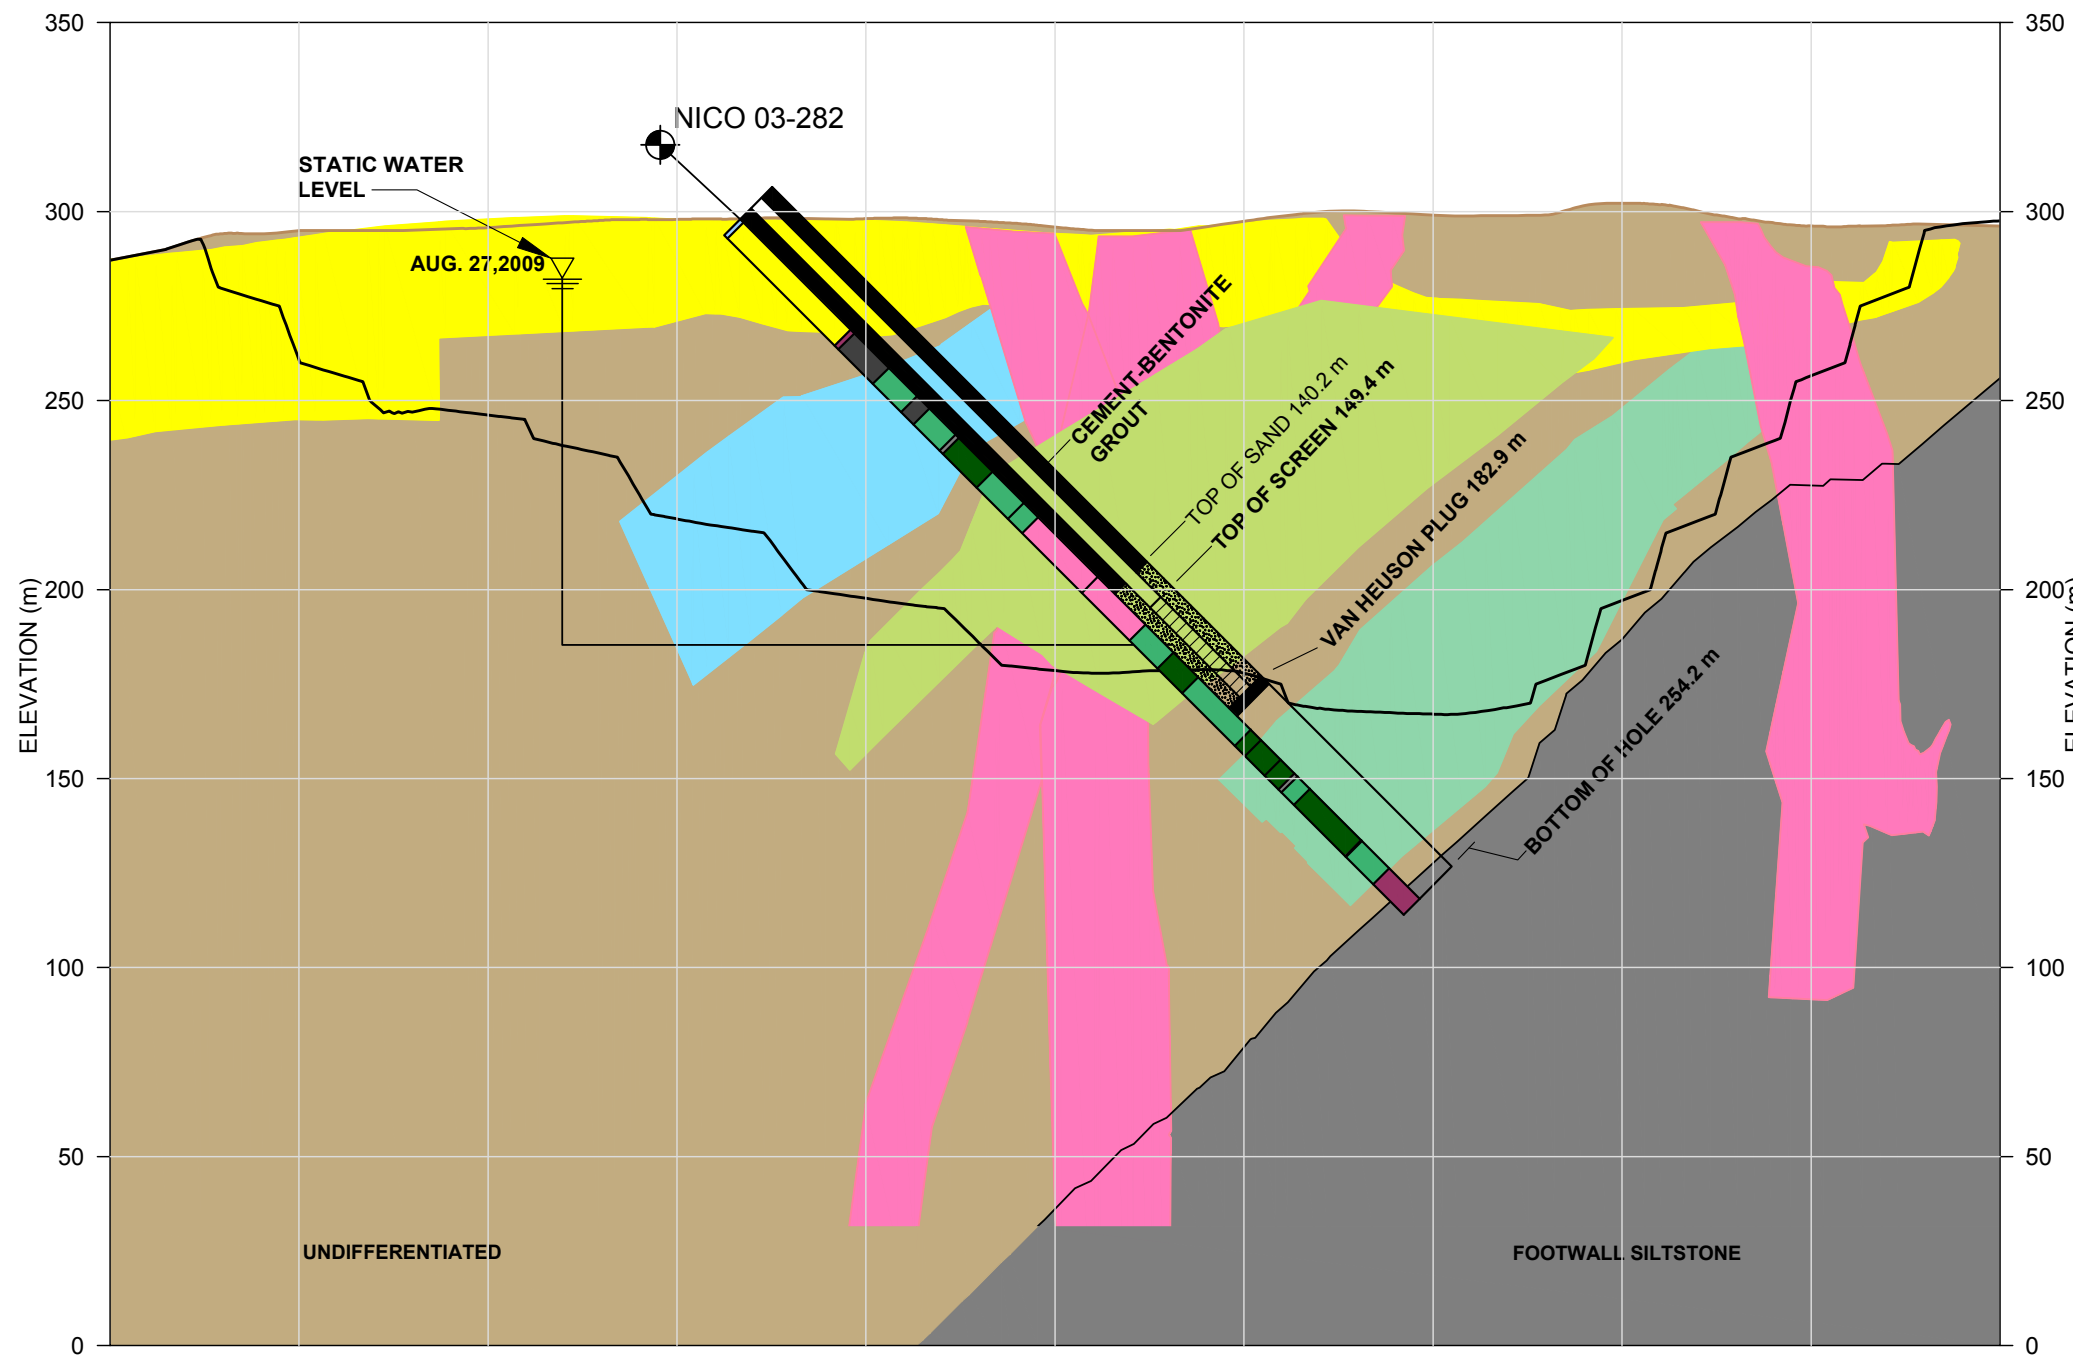 350
350
NICO 03-282
STATIC WATER
LEVEL
300
300
AUG. 27,2009
CEMENT-BENTONITE
GROUT
TOP OF SAND 140.2 m
TOP OF SCREEN 149.4 m
250
250
VAN HEUSON PLUG 182.9 m
200
200
ELEVATION (m)
ELEVATION (m)
BOTTOM OF HOLE 254.2 m
150
150
100
100
50
50
UNDIFFERENTIATED
FOOTWALL SILTSTONE
0
0